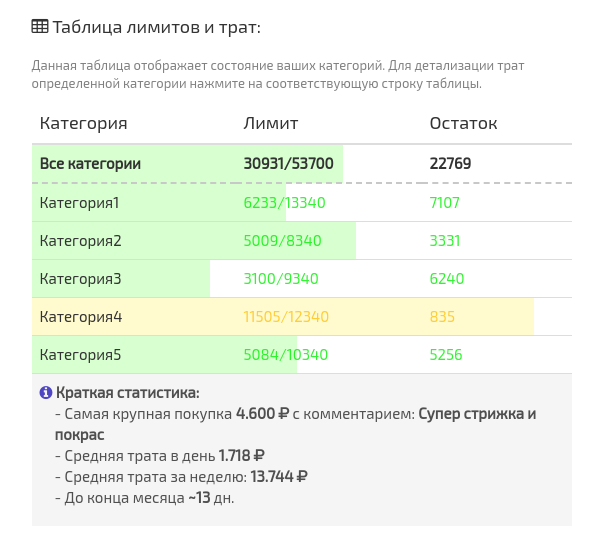 Таблица лимитов и трат:
Данная таблица отображает состояние ваших категорий. Для детализации трат
определенной категории нажмите на соответствующую строку таблицы.
Категория Лимит Остаток
Все категории 30931/53700 22769
Категория1 6233/13340 7107
Категория2 5009/8340 3331
Категория3 3100/9340 6240
Категория4 11505/12340 835
Категория5 5084/10340 5256
Краткая статистика:
- Самая крупная покупка 4.600 ₽ с комментарием: Супер стрижка и
покрас
- Средняя трата в день 1.718 ₽
- Средняя трата за неделю: 13.744 ₽
- До конца месяца ~13 дн.